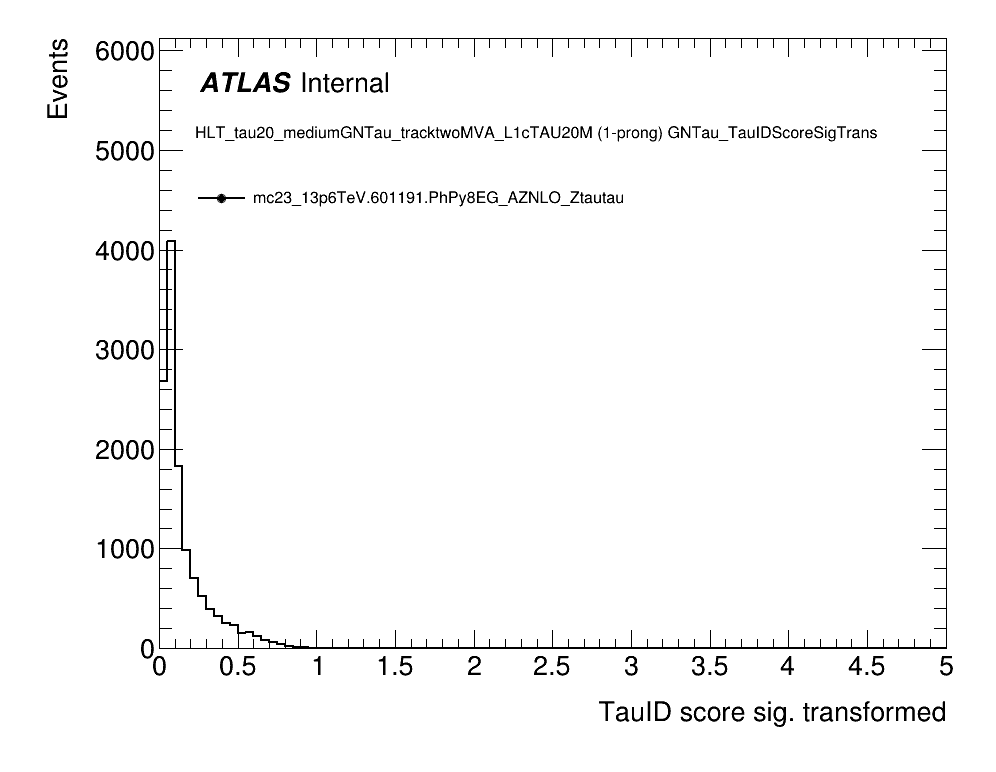 Events
6000
5000
4000
3000
2000
1000
0
ATLAS Internal
HLT_tau20_mediumGNTau_tracktwoMVA_L1cTAU20M (1-prong) GNTau_TauIDScoreSigTrans
mc23_13p6TeV.601191.PhPy8EG_AZNLO_Ztautau
0 0.5 1 1.5 2 2.5 3 3.5 4 4.5 5
TauID score sig. transformed